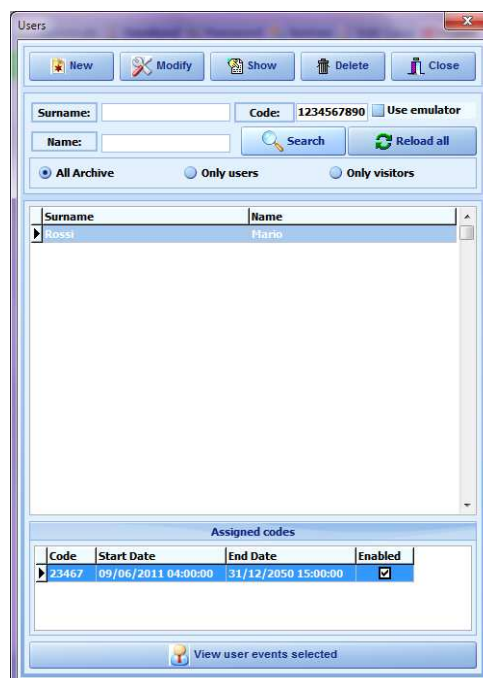 Users
New Modify Show Delete Close
Surname: Code: 1234567890 Use emulator
Name: Search Reload all
All Archive Only users Only visitors
Surname Name
Rossi Mario
Assigned codes
Code Start Date End Date Enabled
23467 09/06/2011 04:00:00 31/12/2050 15:00:00
View user events selected